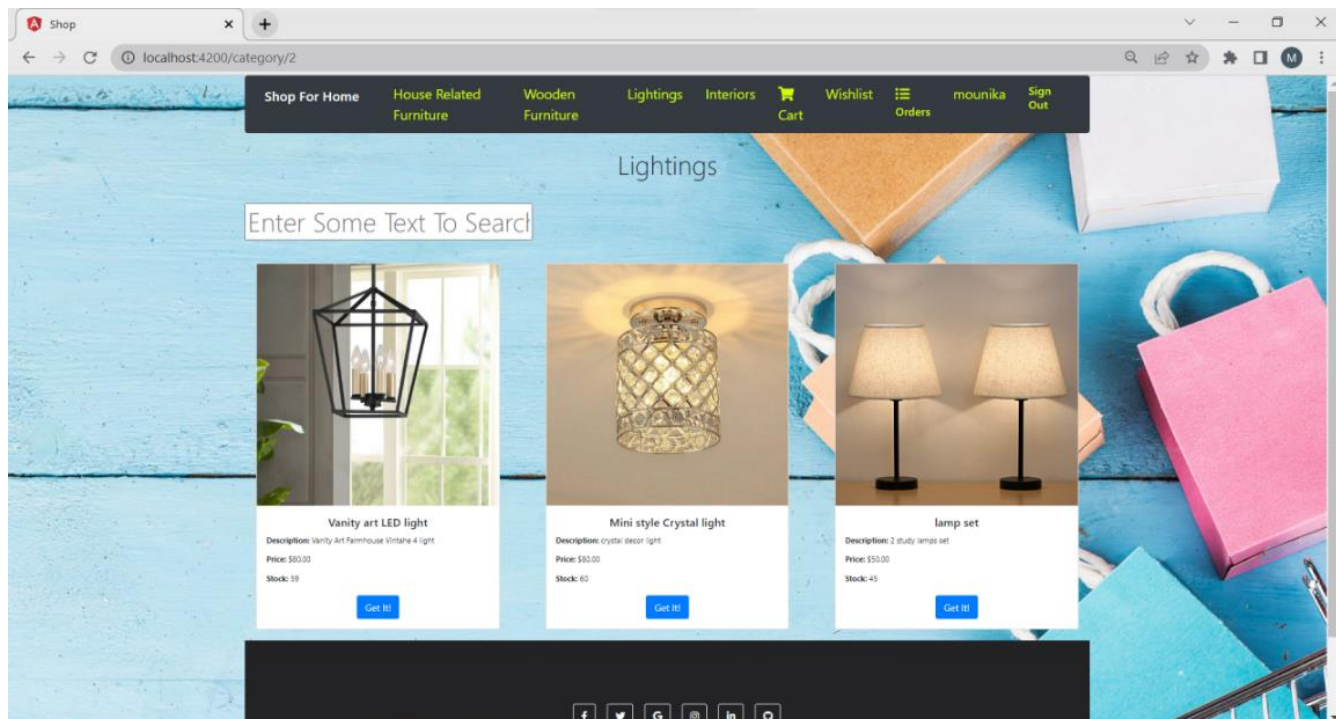 Shop
localhost:4200/category/2
M
Shop For Home
House Related
Furniture
Wooden
Furniture
Lightings
Interiors
Cart
Wishlist
Orders
mounika
Sign
Out
Lightings
Enter Some Text To Search
Vanity art LED light
Description: Vanity Art Farmhouse Vintahe 4 light
Price: $80.00
Stock: 59
Get It!
Mini style Crystal light
Description: crystal decor light
Price: $80.00
Stock: 60
Get It!
lamp set
Description: 2 study lamps set
Price: $50.00
Stock: 45
Get It!